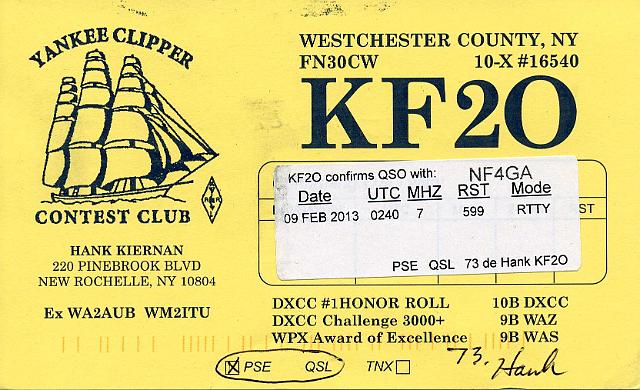 YANKEE CLIPPER
CONTEST CLUB
HANK KIERNAN
220 PINEBROOK BLVD
NEW ROCHELLE, NY 10804
Ex WA2AUB WM2ITU
WESTCHESTER COUNTY, NY
FN30CW 10-X #16540
KF2O
KF2O confirms QSO with: NF4GA
Date UTC MHZ RST Mode
09 FEB 2013 0240 7 599 RTTY
ST
PSE QSL 73 de Hank KF2O
DXCC #1HONOR ROLL 10B DXCC
DXCC Challenge 3000+ 9B WAZ
WPX Award of Excellence 9B WAS
PSE QSL TNX
73, Hank